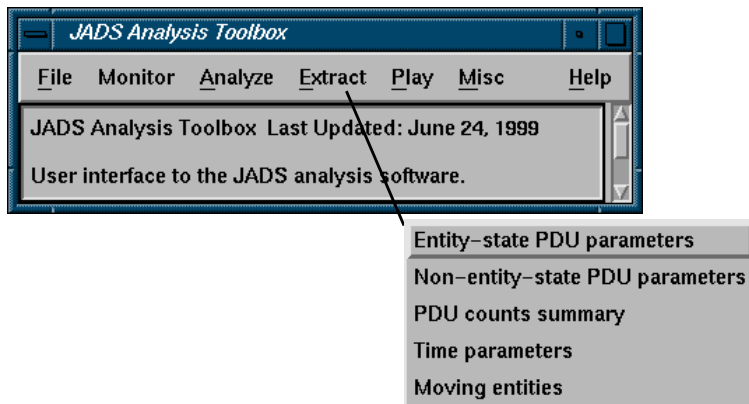 JADS Analysis Toolbox
File Monitor Analyze Extract Play Misc Help
JADS Analysis Toolbox Last Updated: June 24, 1999
User interface to the JADS analysis software.
Entity-state PDU parameters
Non-entity-state PDU parameters
PDU counts summary
Time parameters
Moving entities